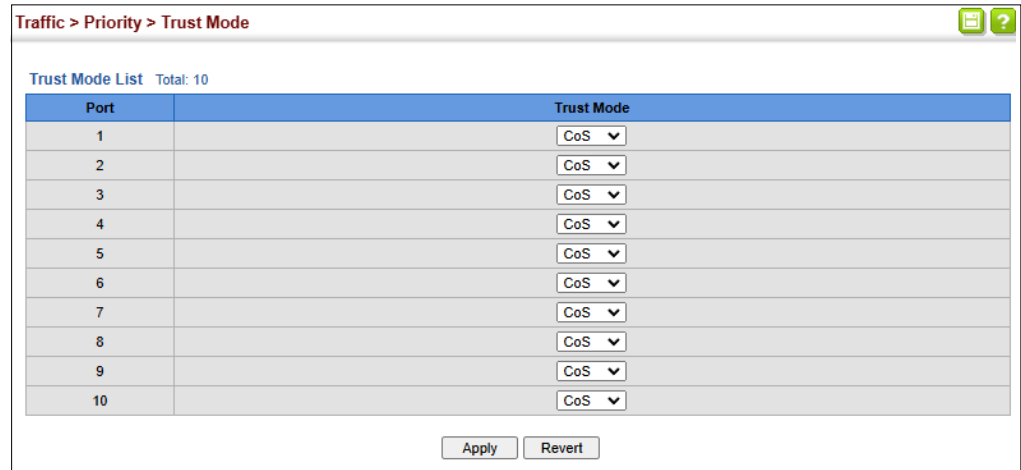 Traffic > Priority > Trust Mode
?
Trust Mode List Total: 10
Port Trust Mode
1 CoS
2 CoS
3 CoS
4 CoS
5 CoS
6 CoS
7 CoS
8 CoS
9 CoS
10 CoS
Apply Revert